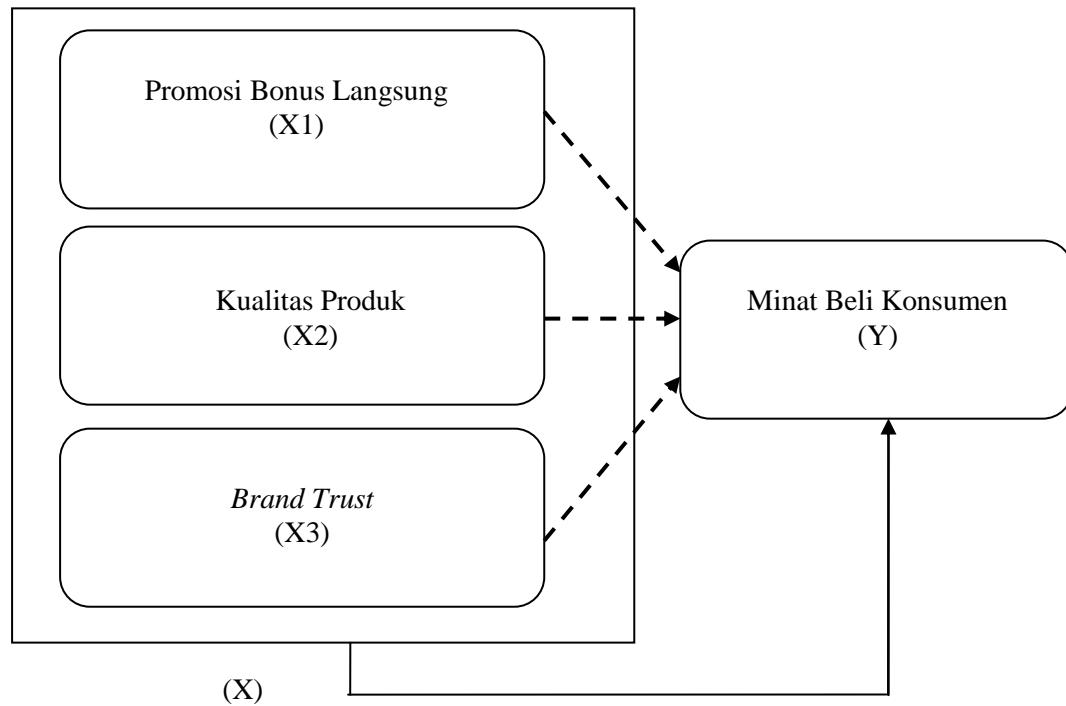 Promosi Bonus Langsung
(X1)
Kualitas Produk
(X2)
Minat Beli Konsumen
(Y)
Brand Trust
(X3)
(X)